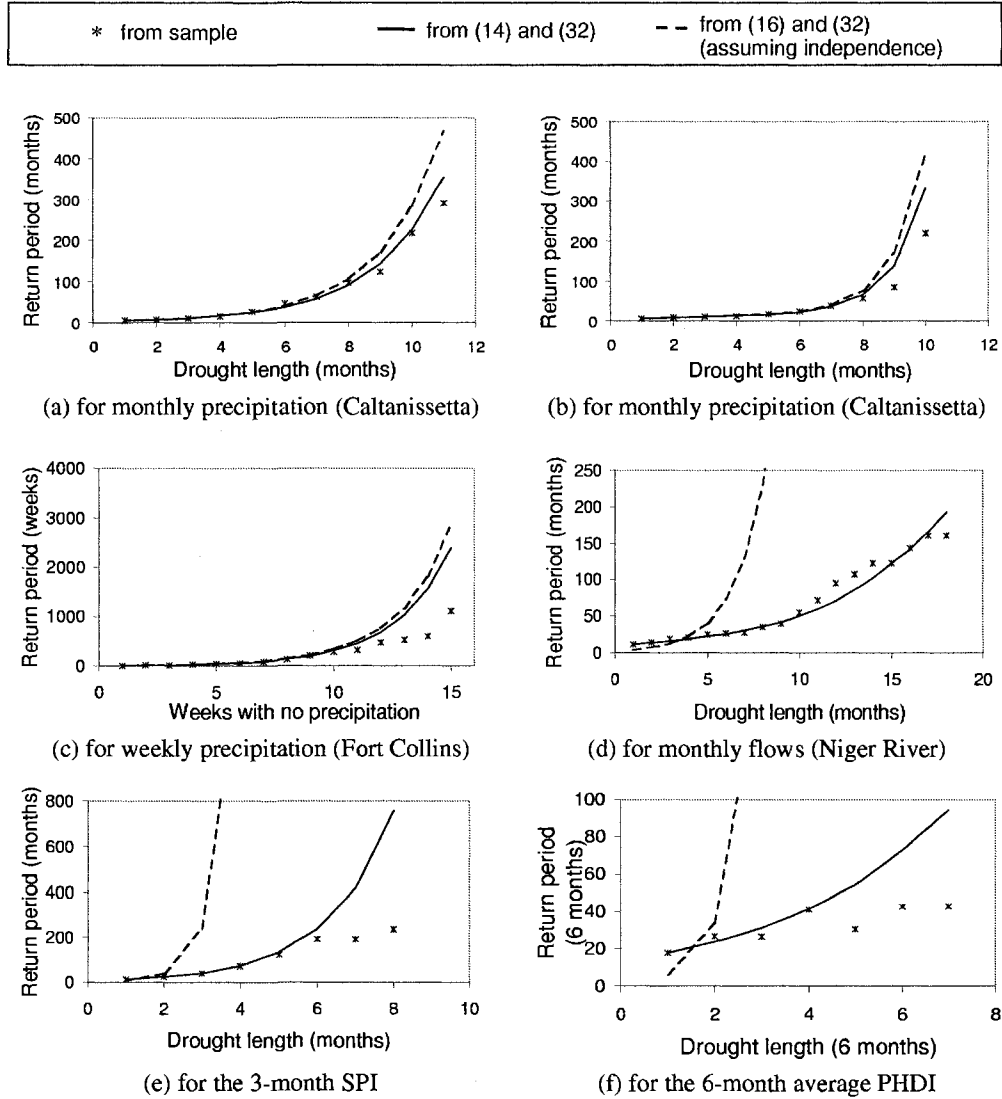 * from sample
from (14) and (32)
from (16) and (32)
(assuming independence)
Return period (months)
500
400
300
200
100
0
0 2 4 6 8 10 12
Drought length (months)
(a) for monthly precipitation (Caltanissetta)
Return period (months)
500
400
300
200
100
0
0 2 4 6 8 10 12
Drought length (months)
(b) for monthly precipitation (Caltanissetta)
Return period (weeks)
4000
3000
2000
1000
0
0 5 10 15
Weeks with no precipitation
(c) for weekly precipitation (Fort Collins)
Return period (months)
250
200
150
100
50
0
0 5 10 15 20
Drought length (months)
(d) for monthly flows (Niger River)
Return period (months)
800
600
400
200
0
0 2 4 6 8 10
Drought length (months)
(e) for the 3-month SPI
Return period
(6 months)
100
80
60
40
20
0
0 2 4 6 8
Drought length (6 months)
(f) for the 6-month average PHDI